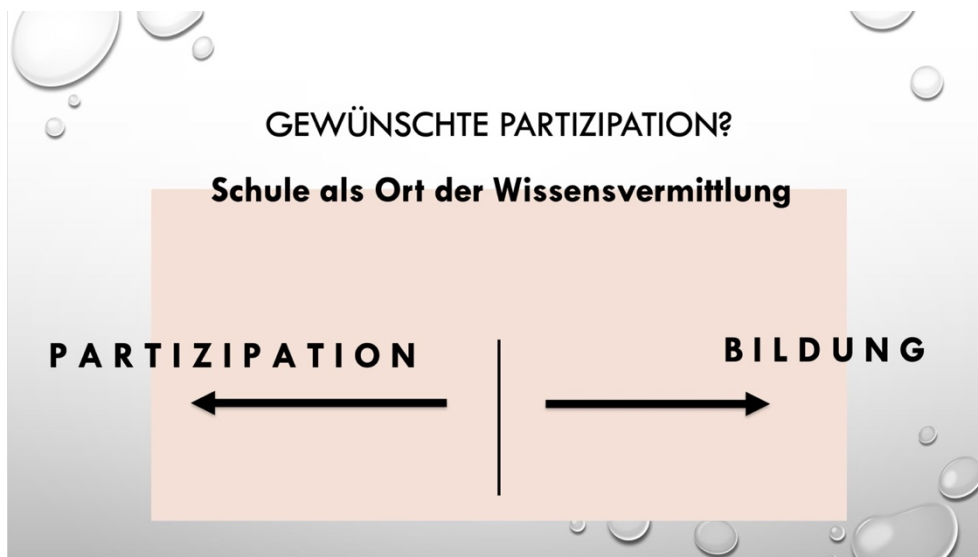 GEWÜNSCHTE PARTIZIPATION?
Schule als Ort der Wissensvermittlung
PARTIZIPATION
BILDUNG